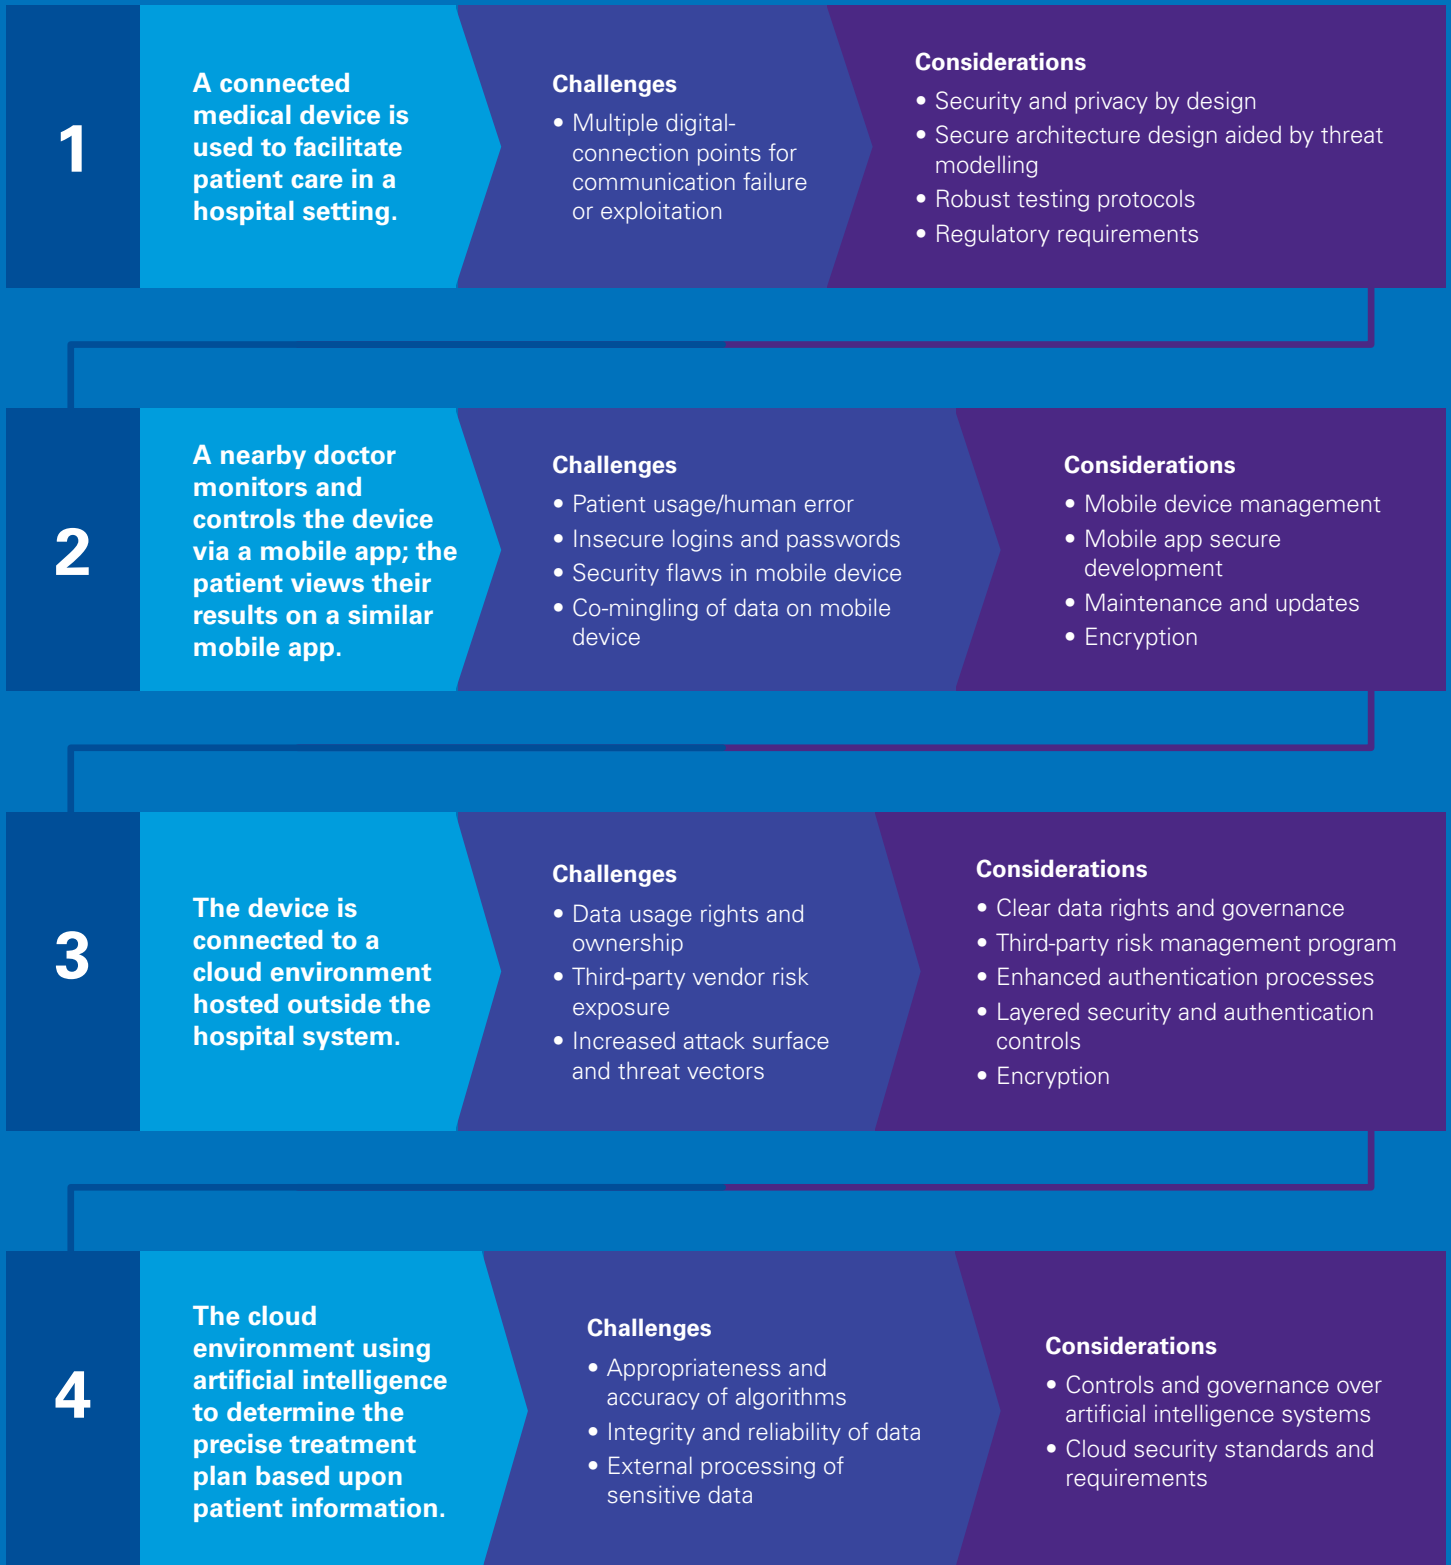 1
A connected
medical device is
used to facilitate
patient care in a
hospital setting.
Challenges
• Multiple digital-
connection points for
communication failure
or exploitation
Considerations
• Security and privacy by design
• Secure architecture design aided by threat
modelling
• Robust testing protocols
• Regulatory requirements
2
A nearby doctor
monitors and
controls the device
via a mobile app; the
patient views their
results on a similar
mobile app.
Challenges
• Patient usage/human error
• Insecure logins and passwords
• Security flaws in mobile device
• Co-mingling of data on mobile
device
Considerations
• Mobile device management
• Mobile app secure
development
• Maintenance and updates
• Encryption
3
The device is
connected to a
cloud environment
hosted outside the
hospital system.
Challenges
• Data usage rights and
ownership
• Third-party vendor risk
exposure
• Increased attack surface
and threat vectors
Considerations
• Clear data rights and governance
• Third-party risk management program
• Enhanced authentication processes
• Layered security and authentication
controls
• Encryption
4
The cloud
environment using
artificial intelligence
to determine the
precise treatment
plan based upon
patient information.
Challenges
• Appropriateness and
accuracy of algorithms
• Integrity and reliability of data
• External processing of
sensitive data
Considerations
• Controls and governance over
artificial intelligence systems
• Cloud security standards and
requirements